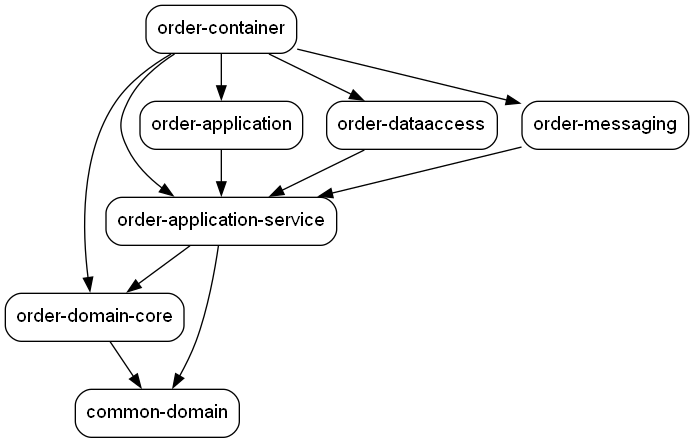 order-container
order-application
order-dataaccess
order-messaging
order-application-service
order-domain-core
common-domain